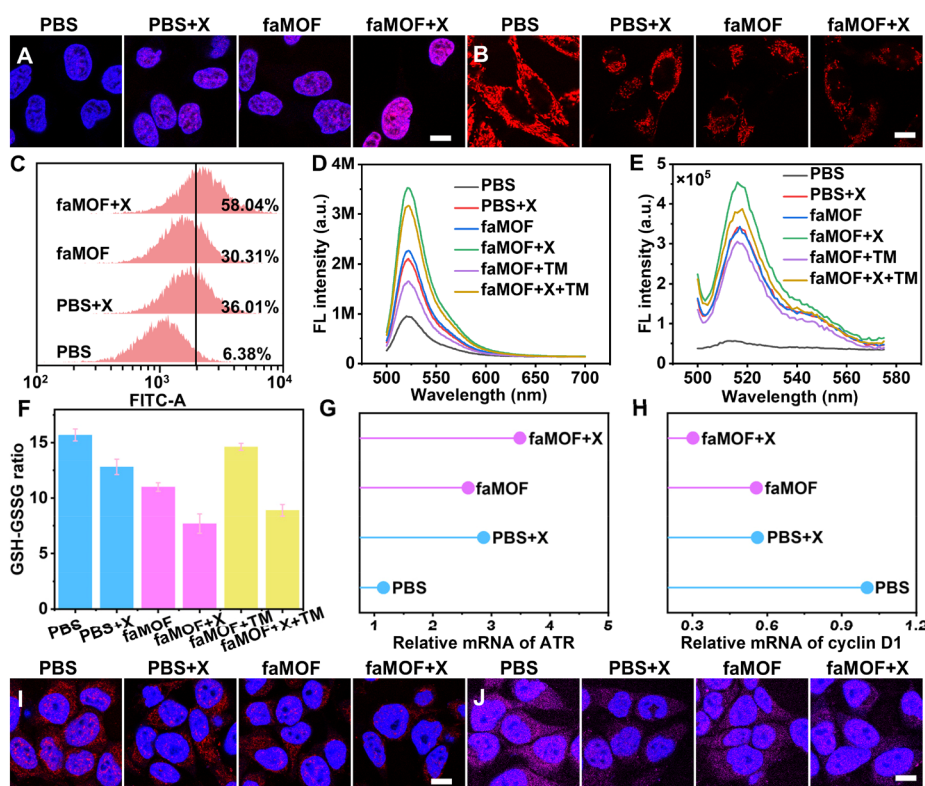 PBS PBS+X faMOF faMOF+X PBS PBS+X faMOF faMOF+X
A B
C
faMOF+X 58.04%
faMOF 30.31%
PBS+X 36.01%
PBS 6.38%
10² 10³ 10⁴
FITC-A
D
FL intensity (a.u.)
4M
3M
2M
1M
0
PBS
PBS+X
faMOF
faMOF+X
faMOF+TM
faMOF+X+TM
500 550 600 650 700
Wavelength (nm)
E
FL intensity (a.u.)
×10⁵
5
4
3
2
1
0
PBS
PBS+X
faMOF
faMOF+X
faMOF+TM
faMOF+X+TM
500 520 540 560 580
Wavelength (nm)
F
GSH-GSSG ratio
15
10
5
0
PBS PBS+X faMOF faMOF+X faMOF+TM faMOF+X+TM
G
faMOF+X
faMOF
PBS+X
PBS
1 2 3 4 5
Relative mRNA of ATR
H
faMOF+X
faMOF
PBS+X
PBS
0.3 0.6 0.9 1.2
Relative mRNA of cyclin D1
PBS PBS+X faMOF faMOF+X PBS PBS+X faMOF faMOF+X
I J